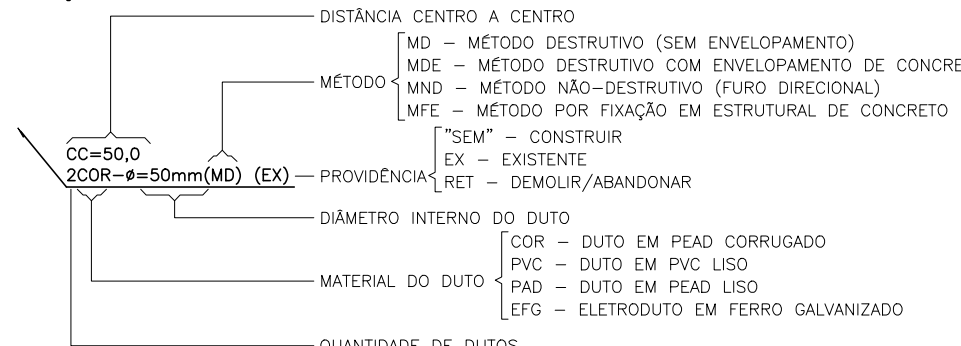 DISTÂNCIA CENTRO A CENTRO
MD – MÉTODO DESTRUTIVO (SEM ENVELOPAMENTO)
MDE – MÉTODO DESTRUTIVO COM ENVELOPAMENTO DE
MÉTODO
MND – MÉTODO NÃO-DESTRUTIVO (FURO DIRECIONAL)
MFE – MÉTODO POR FIXAÇÃO EM ESTRUTURAL DE CONCRETO
"SEM" – CONSTRUIR
CC=50,0
EX – EXISTENTE
2COR-ø=50mm(MD) (EX)
PROVIDÊNCIA
RET – DEMOLIR/ABANDONAR
DIÂMETRO INTERNO DO DUTO
COR – DUTO EM PEAD CORRUGADO
PVC – DUTO EM PVC LISO
MATERIAL DO DUTO
PAD – DUTO EM PEAD LISO
EFG – ELETRODUTO EM FERRO GALVANIZADO
QUANTIDADE DE DUTOS